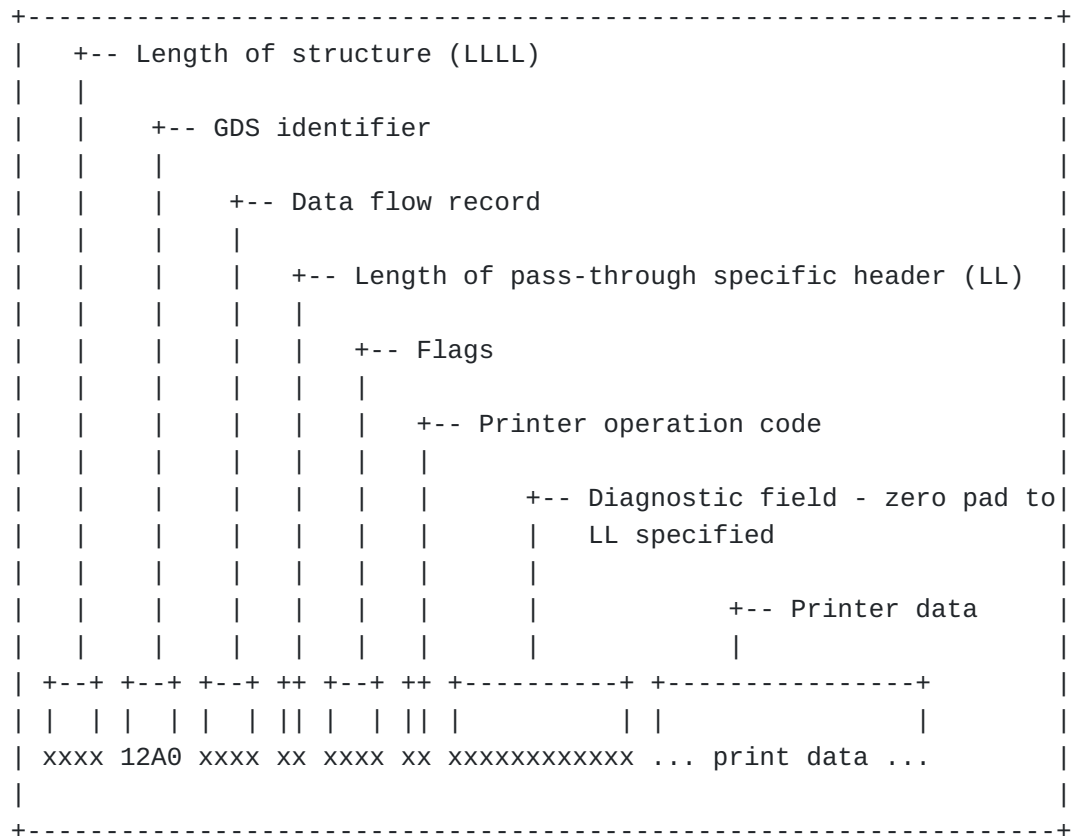 +------------------------------------------------------------------+
|   +-- Length of structure (LLLL)                                 |
|   |                                                              |
|   |    +-- GDS identifier                                        |
|   |    |                                                         |
|   |    |    +-- Data flow record                                 |
|   |    |    |                                                    |
|   |    |    |   +-- Length of pass-through specific header (LL)  |
|   |    |    |   |                                                |
|   |    |    |   |   +-- Flags                                    |
|   |    |    |   |   |                                            |
|   |    |    |   |   |   +-- Printer operation code               |
|   |    |    |   |   |   |                                        |
|   |    |    |   |   |   |      +-- Diagnostic field - zero pad to|
|   |    |    |   |   |   |      |   LL specified                  |
|   |    |    |   |   |   |      |                                 |
|   |    |    |   |   |   |      |            +-- Printer data     |
|   |    |    |   |   |   |      |            |                    |
| +--+ +--+ +--+ ++ +--+ ++ +----------+ +----------------+        |
| |  | |  | |  | || |  | || |          | |                |        |
| xxxx 12A0 xxxx xx xxxx xx xxxxxxxxxxxx ... print data ...        |
|                                                                  |
+------------------------------------------------------------------+